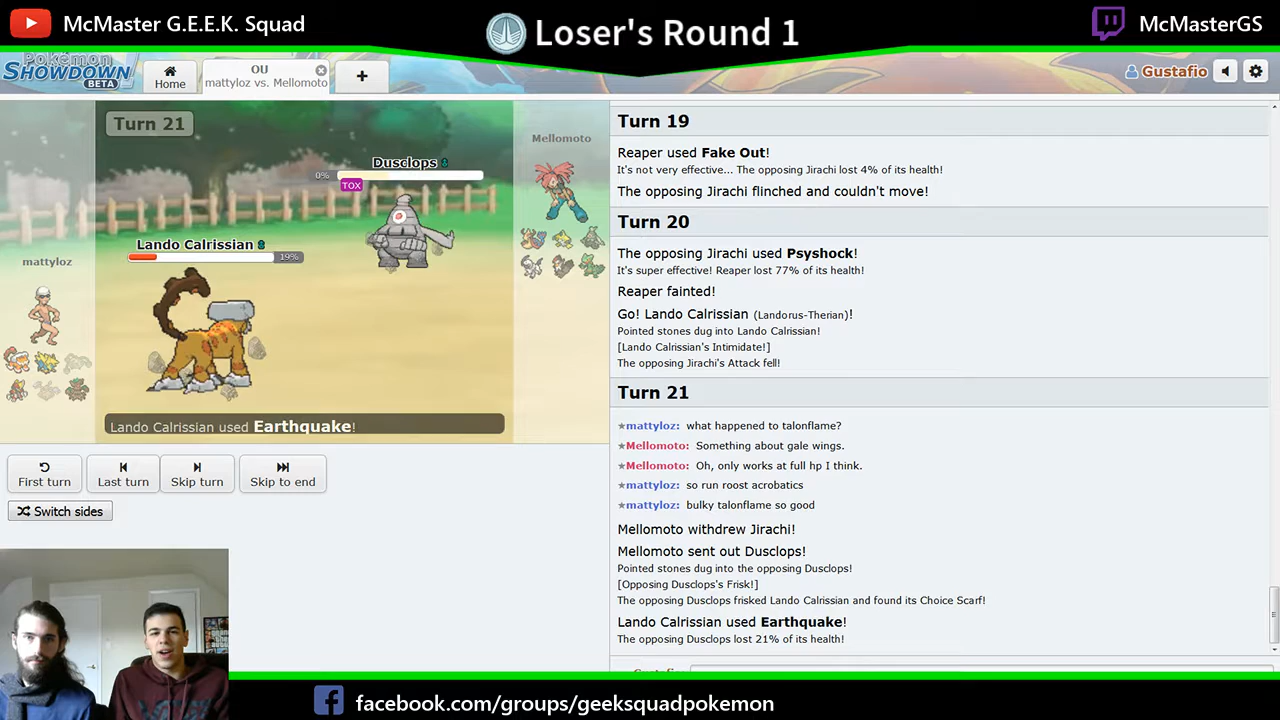 McMaster G.E.E.K. Squad
Loser's Round 1
McMasterGS
Pokémon
SHOWDOWN
BETA
Home
OU
mattyloz vs. Mellomoto
+
Gustafio
Turn 21
mattyloz
Mellomoto
Dusclops
0%
TOX
Lando Calrissian
19%
Lando Calrissian used Earthquake!
First turn
Last turn
Skip turn
Skip to end
Switch sides
Turn 19
Reaper used Fake Out!
It's not very effective... The opposing Jirachi lost 4% of its health!
The opposing Jirachi flinched and couldn't move!
Turn 20
The opposing Jirachi used Psyshock!
It's super effective! Reaper lost 77% of its health!
Reaper fainted!
Go! Lando Calrissian (Landorus-Therian)!
Pointed stones dug into Lando Calrissian!
[Lando Calrissian's Intimidate!]
The opposing Jirachi's Attack fell!
Turn 21
★mattyloz: what happened to talonflame?
★Mellomoto: Something about gale wings.
★Mellomoto: Oh, only works at full hp I think.
★mattyloz: so run roost acrobatics
★mattyloz: bulky talonflame so good
Mellomoto withdrew Jirachi!
Mellomoto sent out Dusclops!
Pointed stones dug into the opposing Dusclops!
[Opposing Dusclops's Frisk!]
The opposing Dusclops frisked Lando Calrissian and found its Choice Scarf!
Lando Calrissian used Earthquake!
The opposing Dusclops lost 21% of its health!
facebook.com/groups/geeksquadpokemon